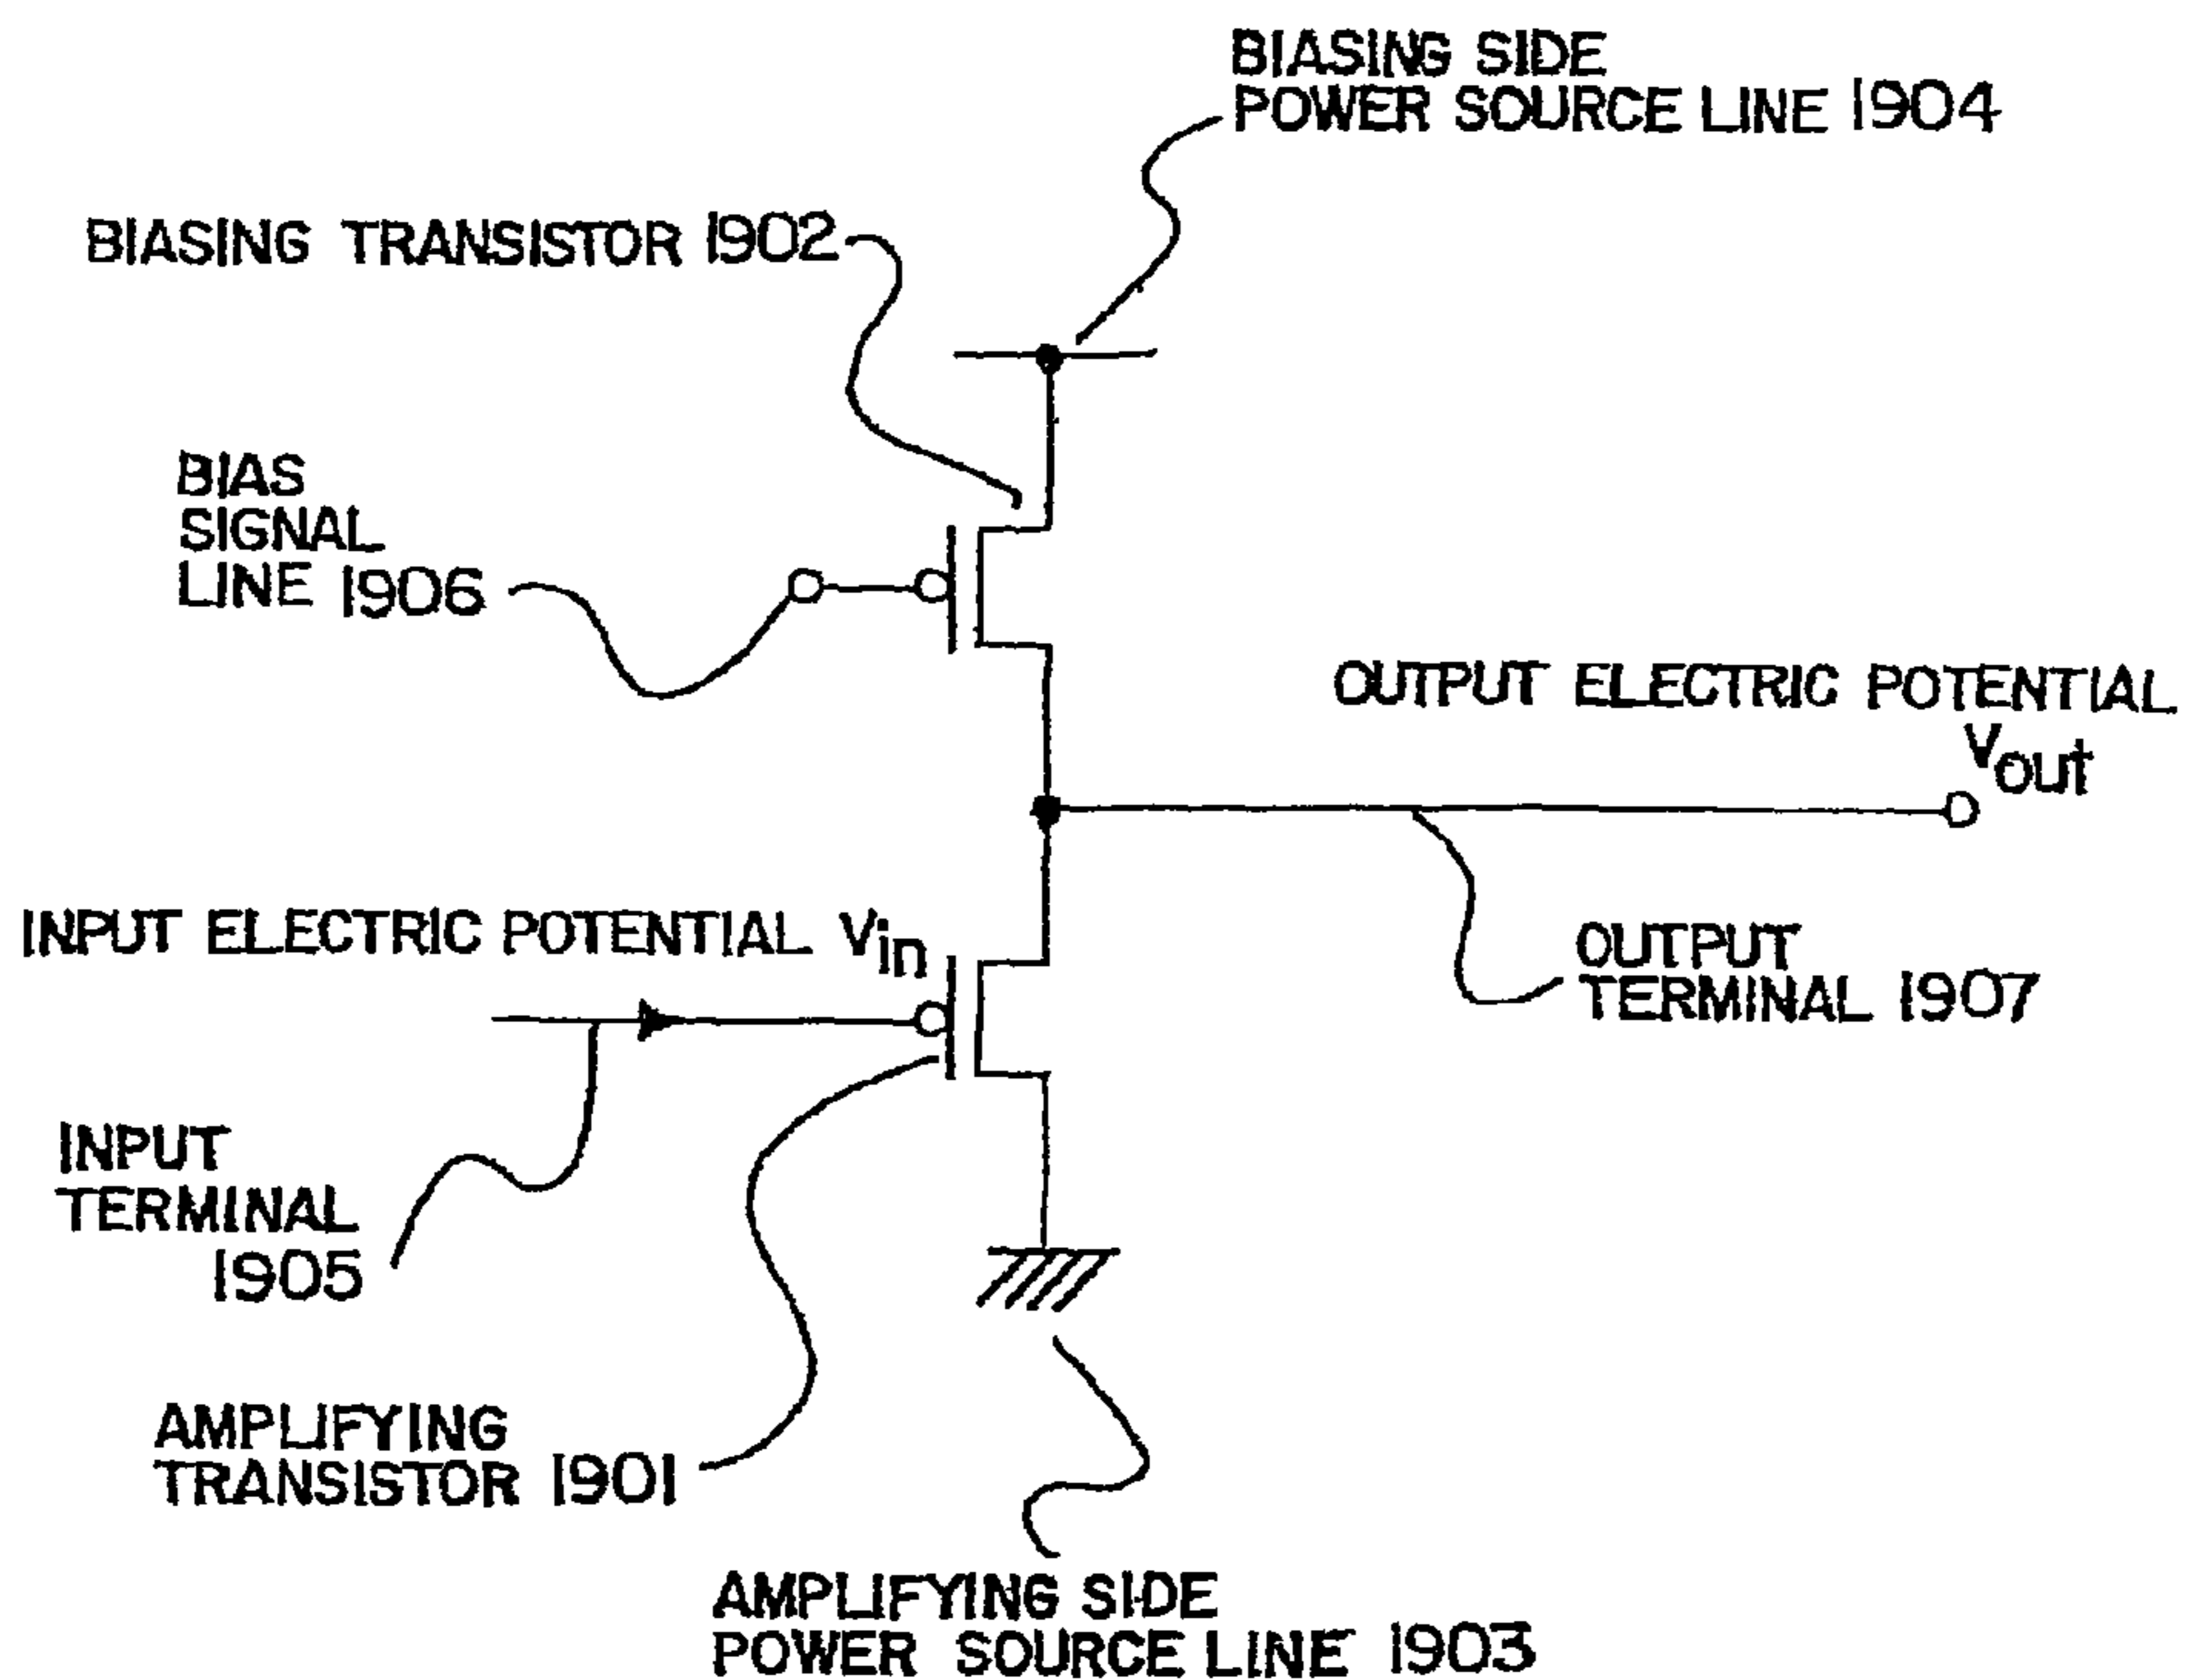 BIASING SIDE
POWER SOURCE LINE 1904
BIASING TRANSISTOR 1902
BIAS
SIGNAL
LINE 1906
OUTPUT ELECTRIC POTENTIAL
Vout
INPUT ELECTRIC POTENTIAL Vin
OUTPUT
TERMINAL 1907
INPUT
TERMINAL
1905
AMPLIFYING
TRANSISTOR 1901
AMPLIFYING SIDE
POWER SOURCE LINE 1903